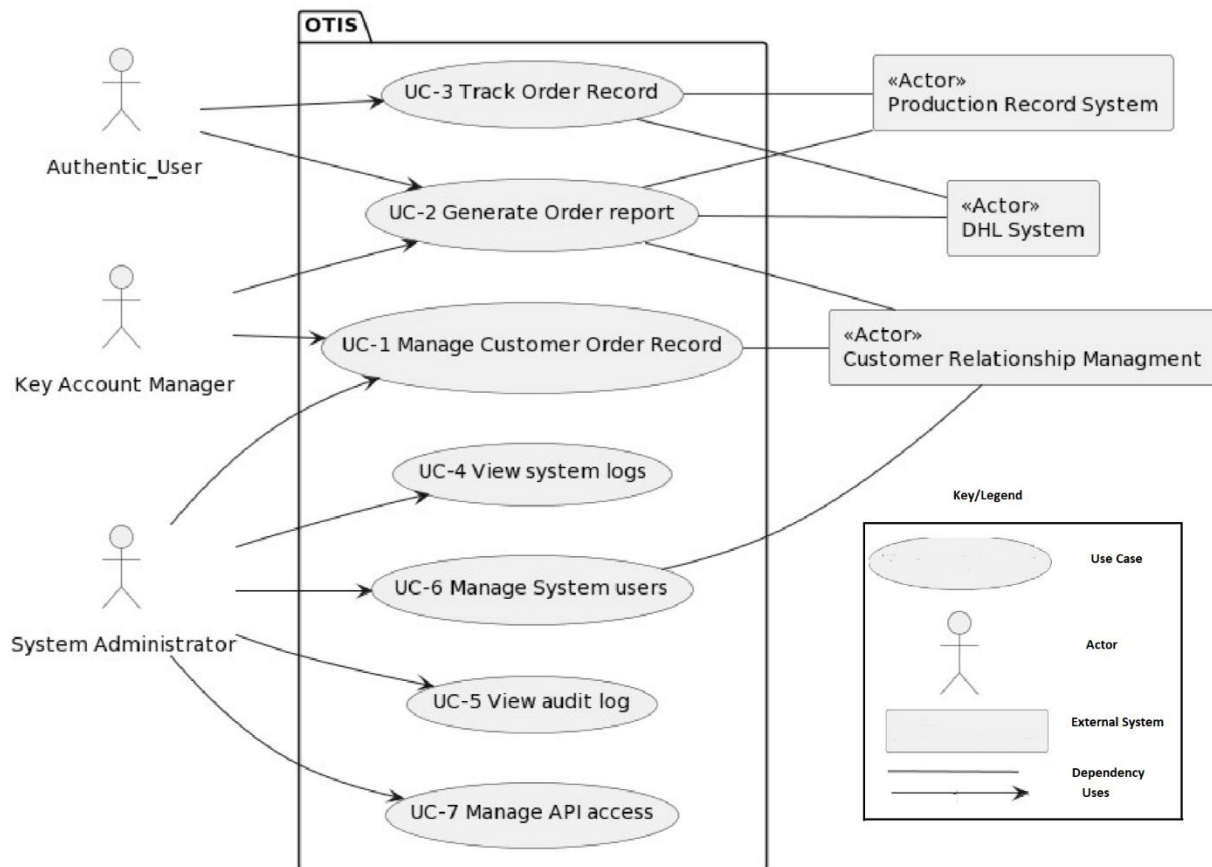 OTIS
UC-3 Track Order Record
«Actor»
Production Record System
Authentic_User
UC-2 Generate Order report
«Actor»
DHL System
UC-1 Manage Customer Order Record
«Actor»
Customer Relationship Managment
Key Account Manager
UC-4 View system logs
Key/Legend
Use Case
UC-6 Manage System users
System Administrator
Actor
UC-5 View audit log
External System
Dependency
Uses
UC-7 Manage API access